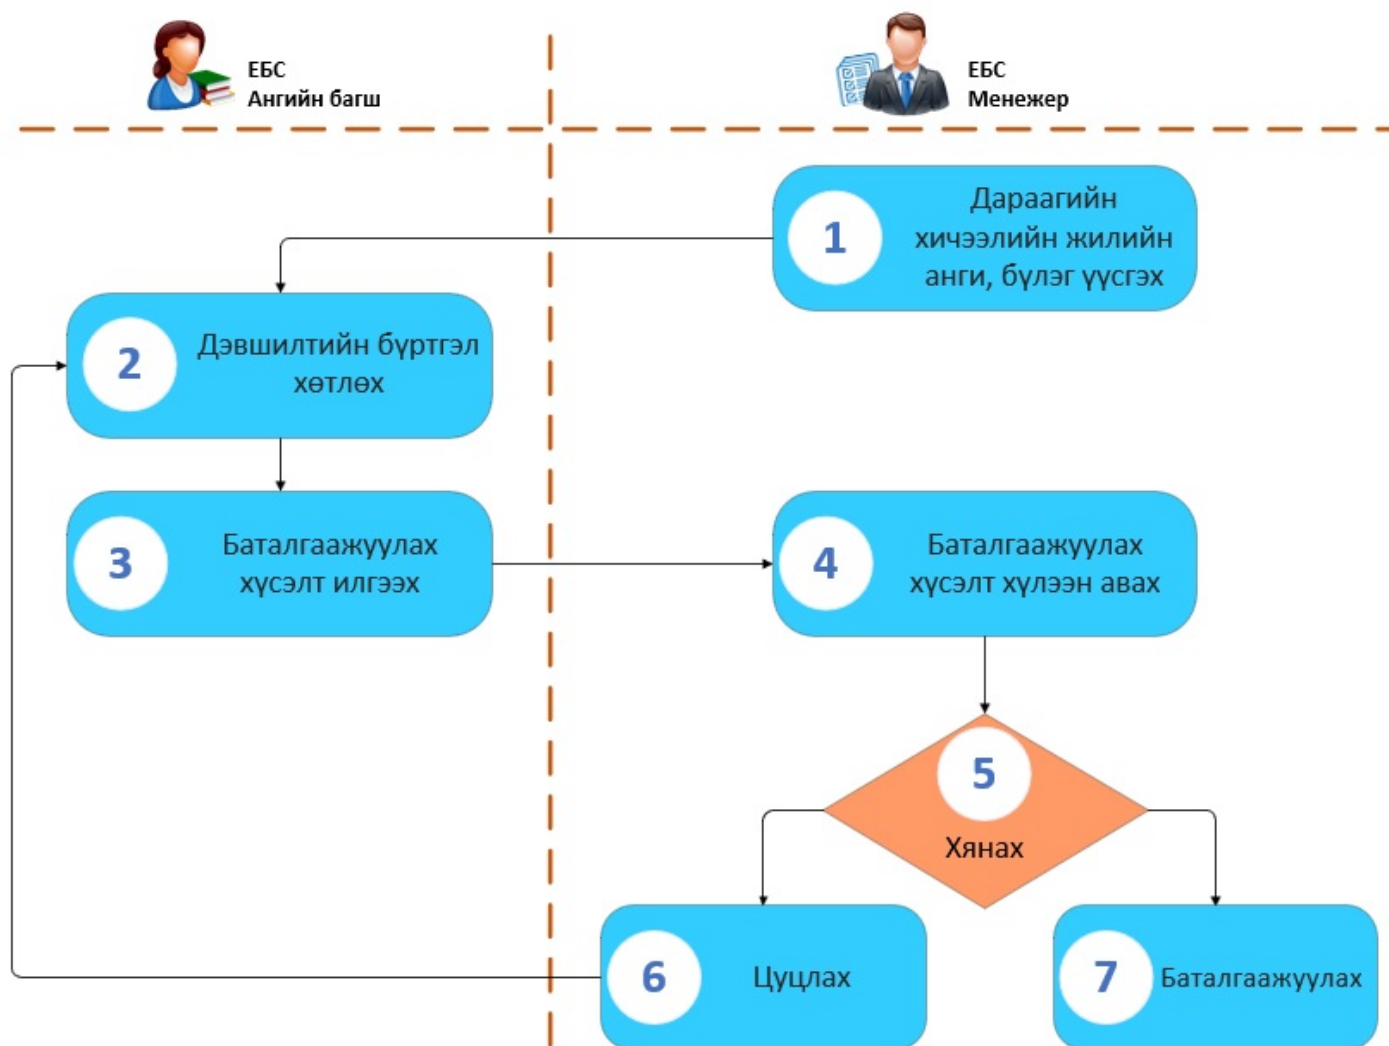 ЕБС
Ангийн багш
ЕБС
Менежер
1
Дараагийн
хичээлийн жилийн
анги, бүлэг үүсгэх
2
Дэвшилтийн бүртгэл
хөтлөх
3
Баталгаажуулах
хүсэлт илгээх
4
Баталгаажуулах
хүсэлт хүлээн авах
5
Хянах
6
Цуцлах
7
Баталгаажуулах